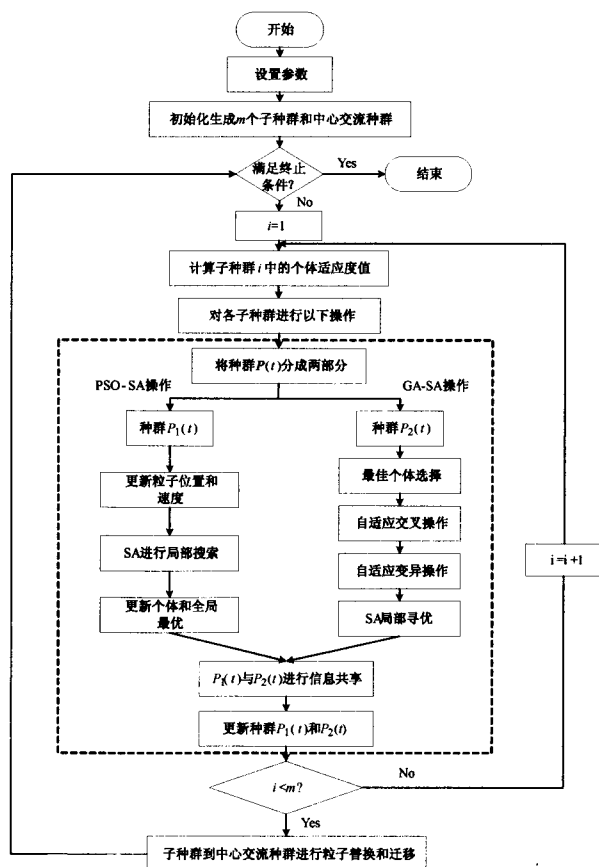 开始
设置参数
初始化生成m个子种群和中心交流种群
满足终止
条件?
Yes
结束
No
i=1
计算子种群i中的个体适应度值
对各子种群进行以下操作
将种群P(t)分成两部分
PSO-SA操作
GA-SA操作
种群P₁(t)
种群P₂(t)
更新粒子位置和
速度
最佳个体选择
自适应交叉操作
SA进行局部搜索
i=i+1
自适应变异操作
更新个体和全局
最优
SA局部寻优
P₁(t)与P₂(t)进行信息共享
更新种群P₁(t)和P₂(t)
i<m?
No
Yes
子种群到中心交流种群进行粒子替换和迁移